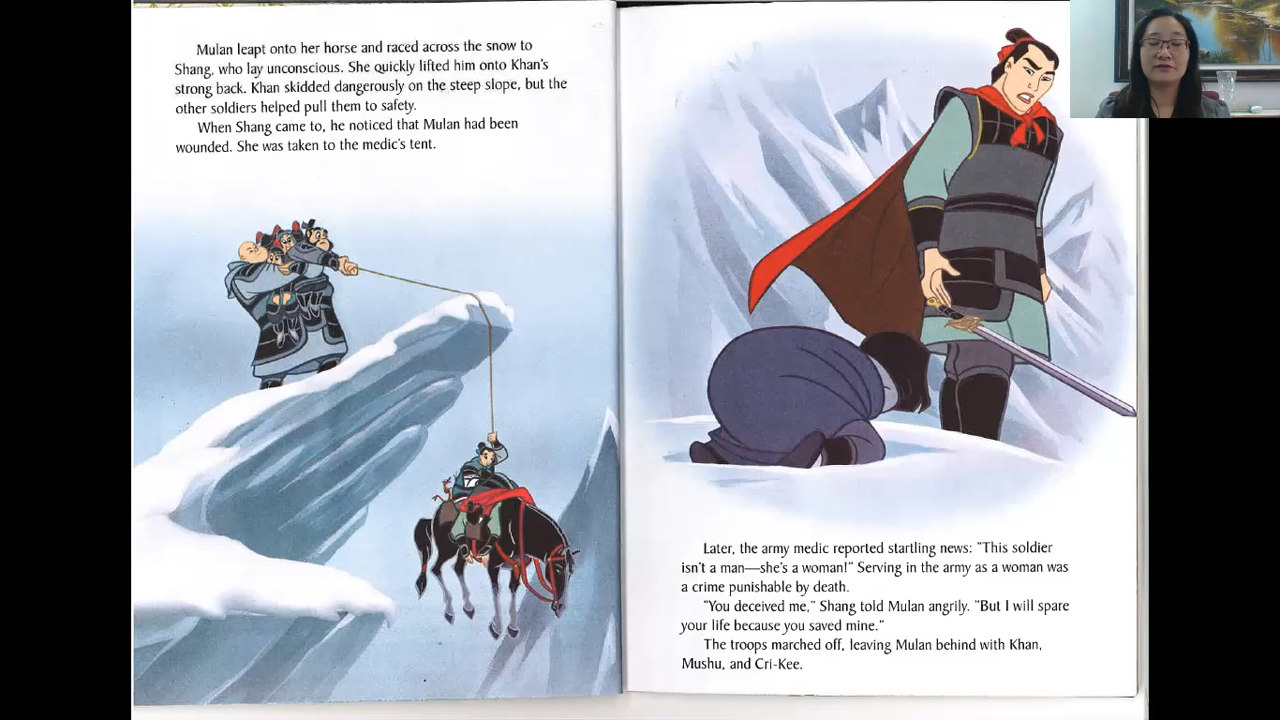 Mulan leapt onto her horse and raced across the snow to
Shang, who lay unconscious. She quickly lifted him onto Khan's
strong back. Khan skidded dangerously on the steep slope, but the
other soldiers helped pull them to safety.
When Shang came to, he noticed that Mulan had been
wounded. She was taken to the medic's tent.
Later, the army medic reported startling news: "This soldier
isn't a man—she's a woman!" Serving in the army as a woman was
a crime punishable by death.
"You deceived me," Shang told Mulan angrily. "But I will spare
your life because you saved mine."
The troops marched off, leaving Mulan behind with Khan,
Mushu, and Cri-Kee.